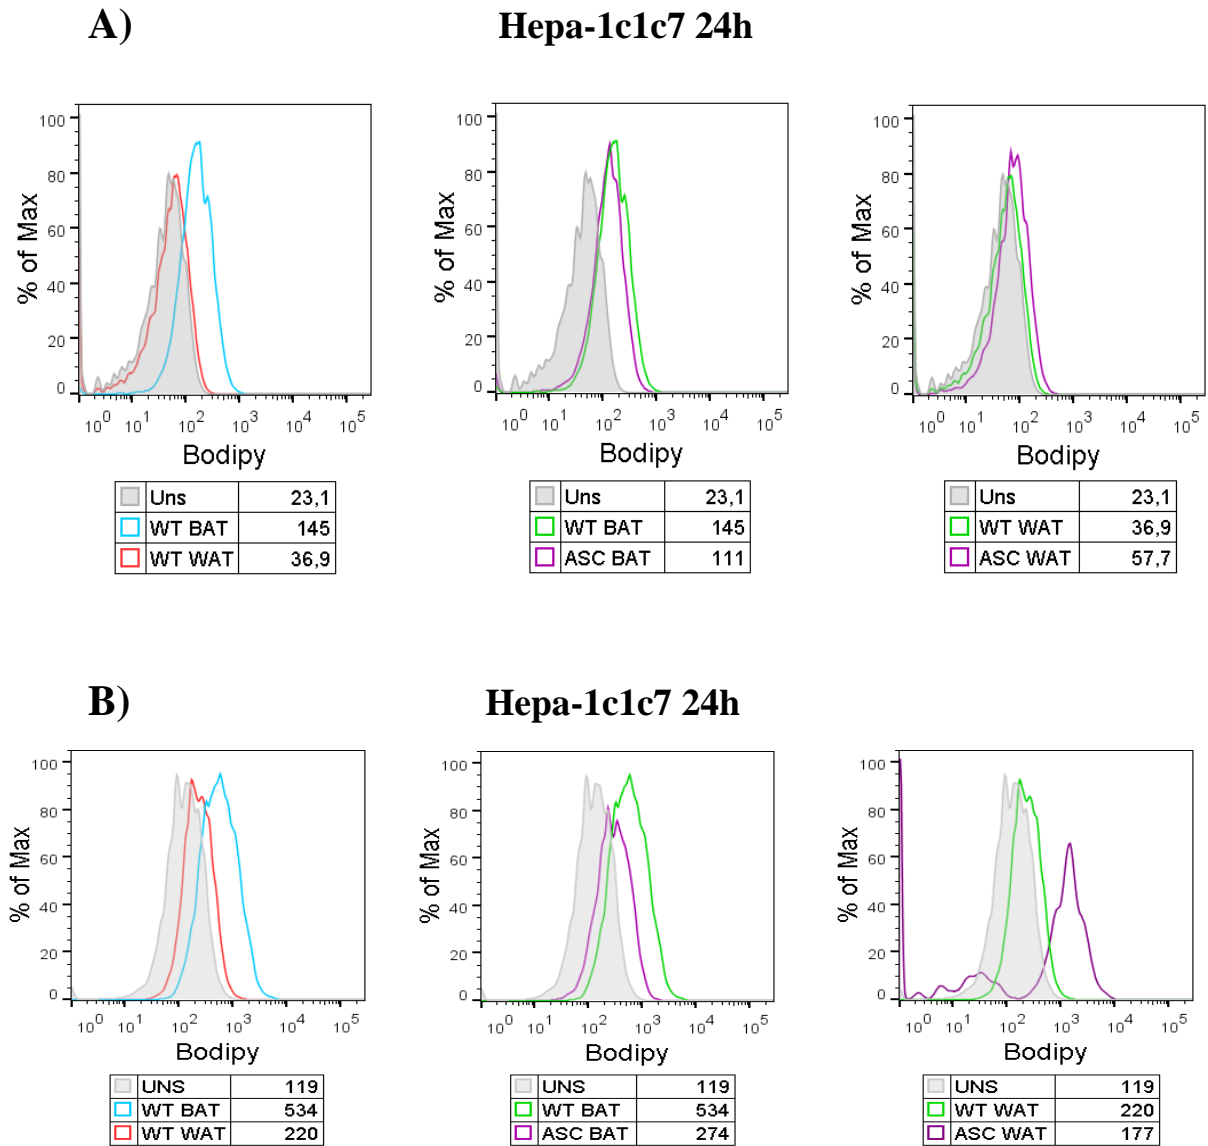 A)
Hepa-1c1c7 24h
% of Max
100
80
60
40
20
0
10^0 10^1 10^2 10^3 10^4 10^5
Bodipy
Uns 23,1
WT BAT 145
WT WAT 36,9
% of Max
100
80
60
40
20
0
10^0 10^1 10^2 10^3 10^4 10^5
Bodipy
Uns 23,1
WT BAT 145
ASC BAT 111
% of Max
100
80
60
40
20
0
10^0 10^1 10^2 10^3 10^4 10^5
Bodipy
Uns 23,1
WT WAT 36,9
ASC WAT 57,7
B)
Hepa-1c1c7 24h
% of Max
100
80
60
40
20
0
10^0 10^1 10^2 10^3 10^4 10^5
Bodipy
UNS 119
WT BAT 534
WT WAT 220
% of Max
100
80
60
40
20
0
10^0 10^1 10^2 10^3 10^4 10^5
Bodipy
UNS 119
WT BAT 534
ASC BAT 274
% of Max
100
80
60
40
20
0
10^0 10^1 10^2 10^3 10^4 10^5
Bodipy
UNS 119
WT WAT 220
ASC WAT 177